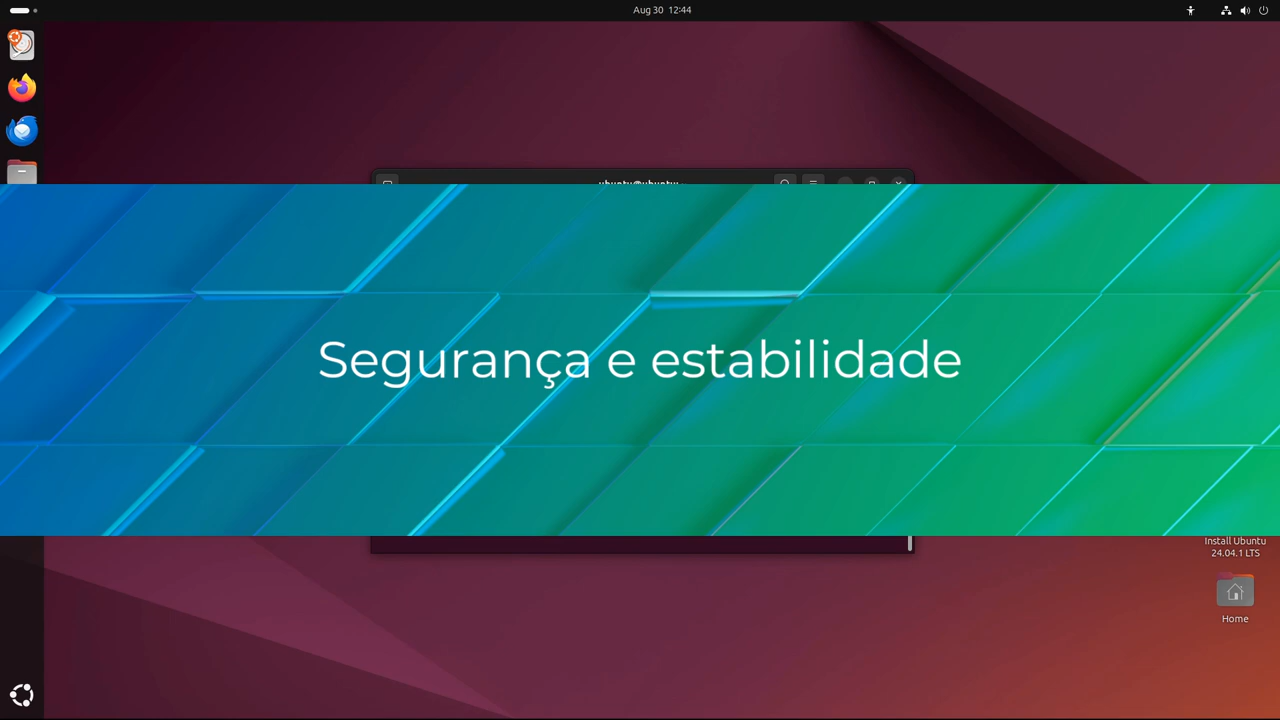 Aug 30 12:44
Segurança e estabilidade
Install Ubuntu
24.04.1 LTS
Home